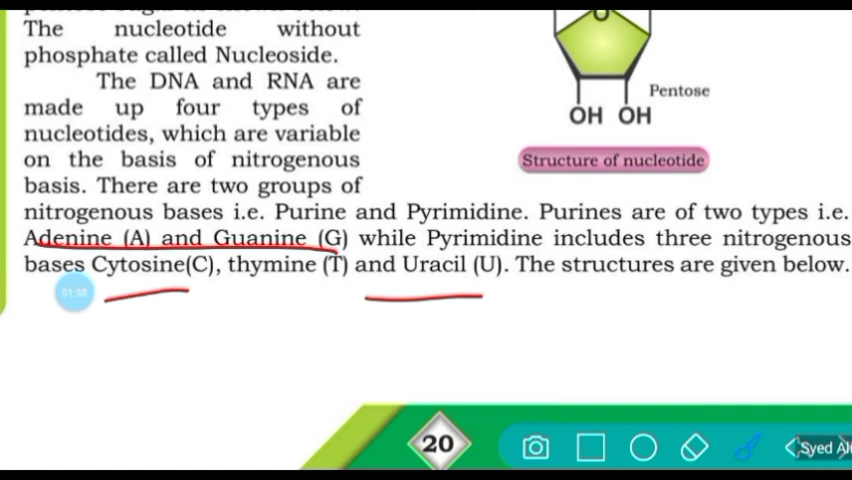 The nucleotide without
phosphate called Nucleoside.
The DNA and RNA are
made up four types of
nucleotides, which are variable
on the basis of nitrogenous
basis. There are two groups of
nitrogenous bases i.e. Purine and Pyrimidine. Purines are of two types i.e.
Adenine (A) and Guanine (G) while Pyrimidine includes three nitrogenous
bases Cytosine(C), thymine (T) and Uracil (U). The structures are given below.
O
Pentose
OH OH
Structure of nucleotide
01:38
20
Syed Ali